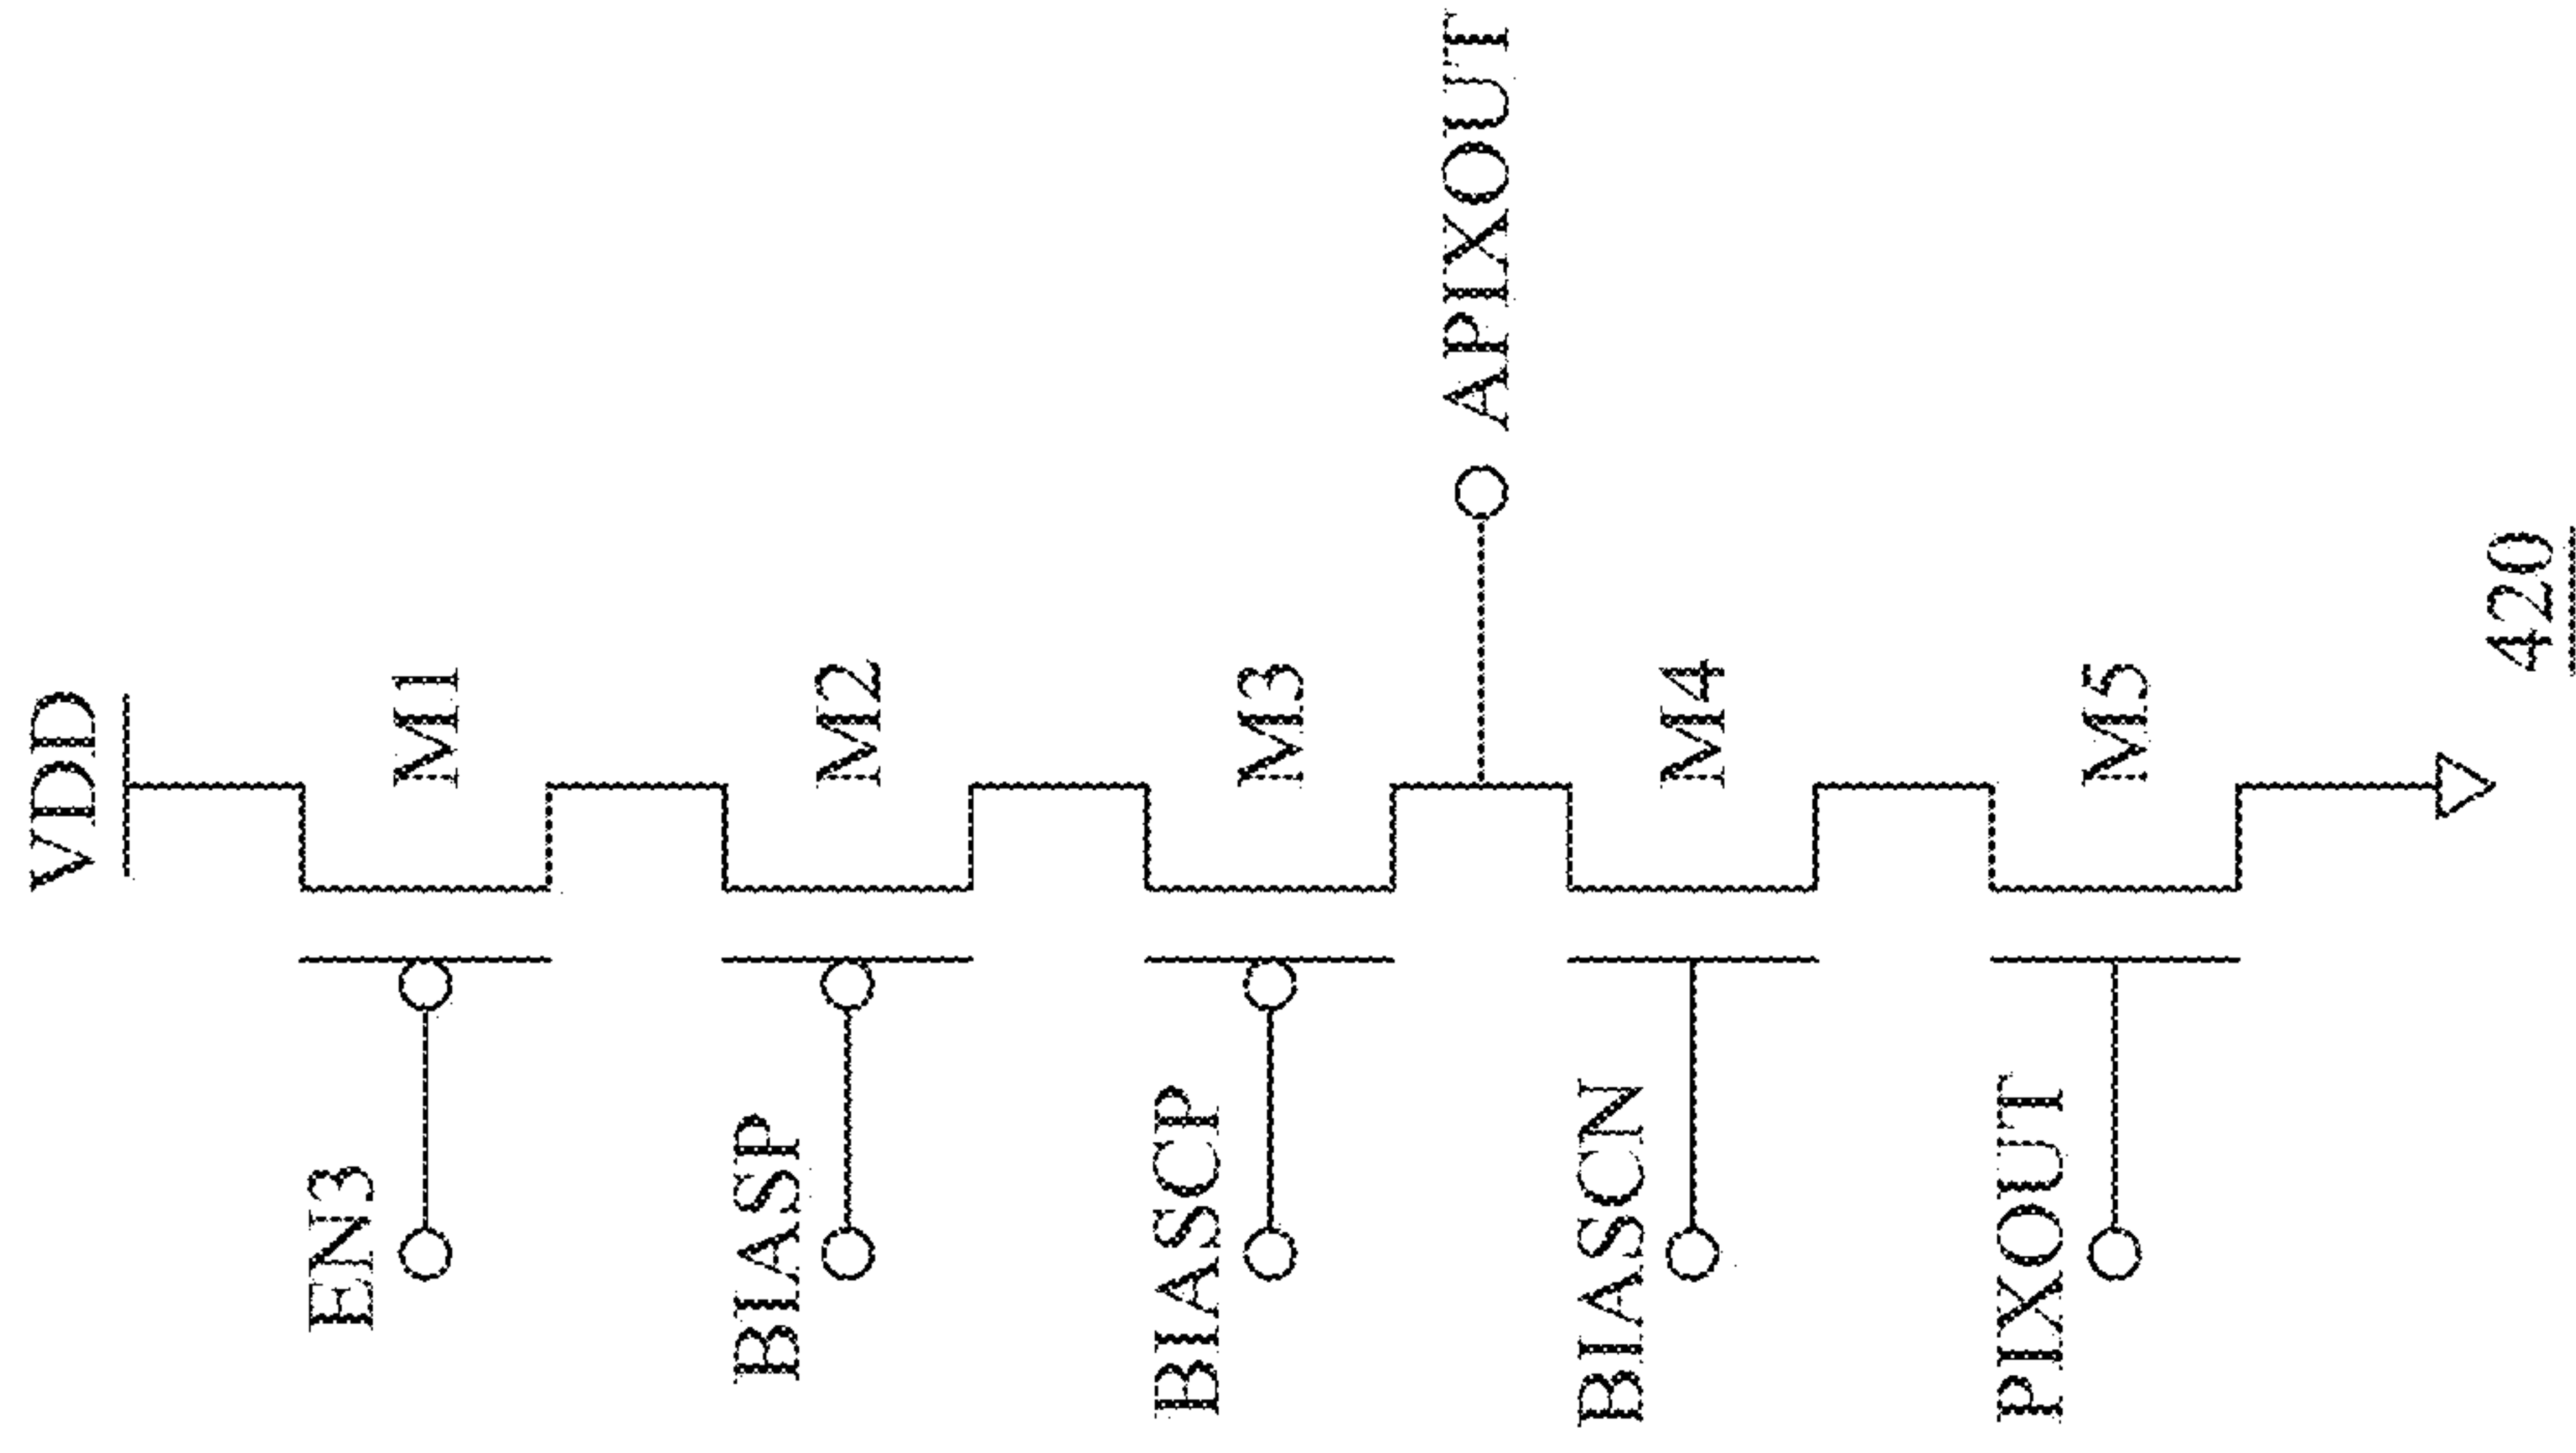 VDD
EN3
M1
BIASP
M2
BIASCP
M3
APIXOUT
BIASCN
M4
PIXOUT
M5
420